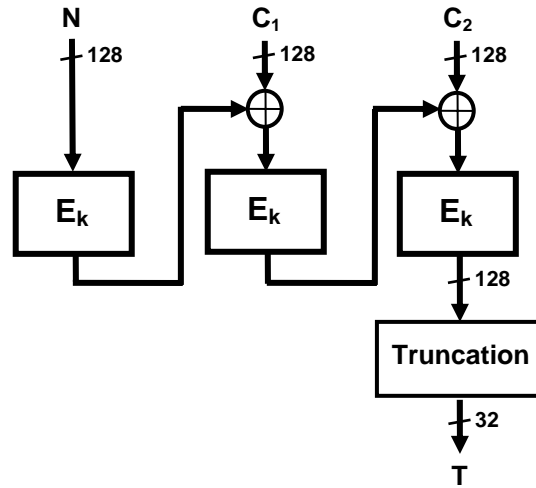 N C₁ C₂
128 128 128
Eₖ Eₖ Eₖ
128
Truncation
32
T